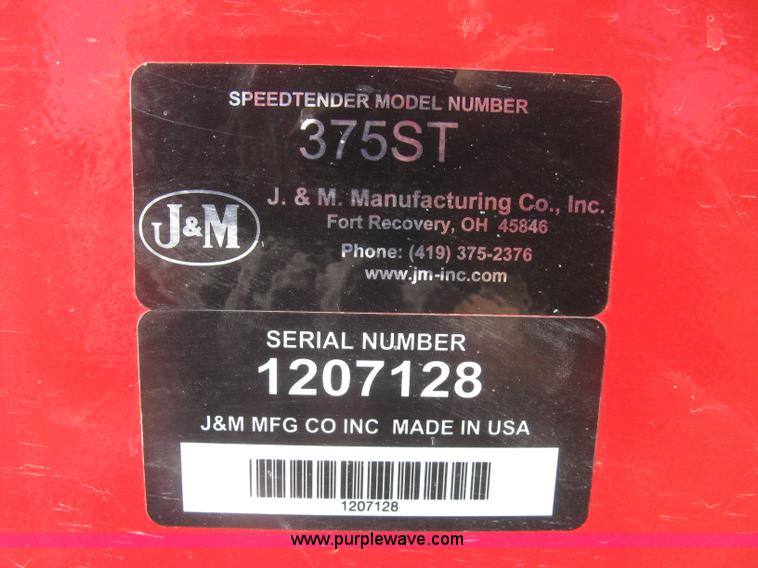 SPEEDTENDER MODEL NUMBER
375ST
J&M
J. & M. Manufacturing Co., Inc.
Fort Recovery, OH 45846
Phone: (419) 375-2376
www.jm-inc.com
SERIAL NUMBER
1207128
J&M MFG CO INC MADE IN USA
1207128
www.purplewave.com